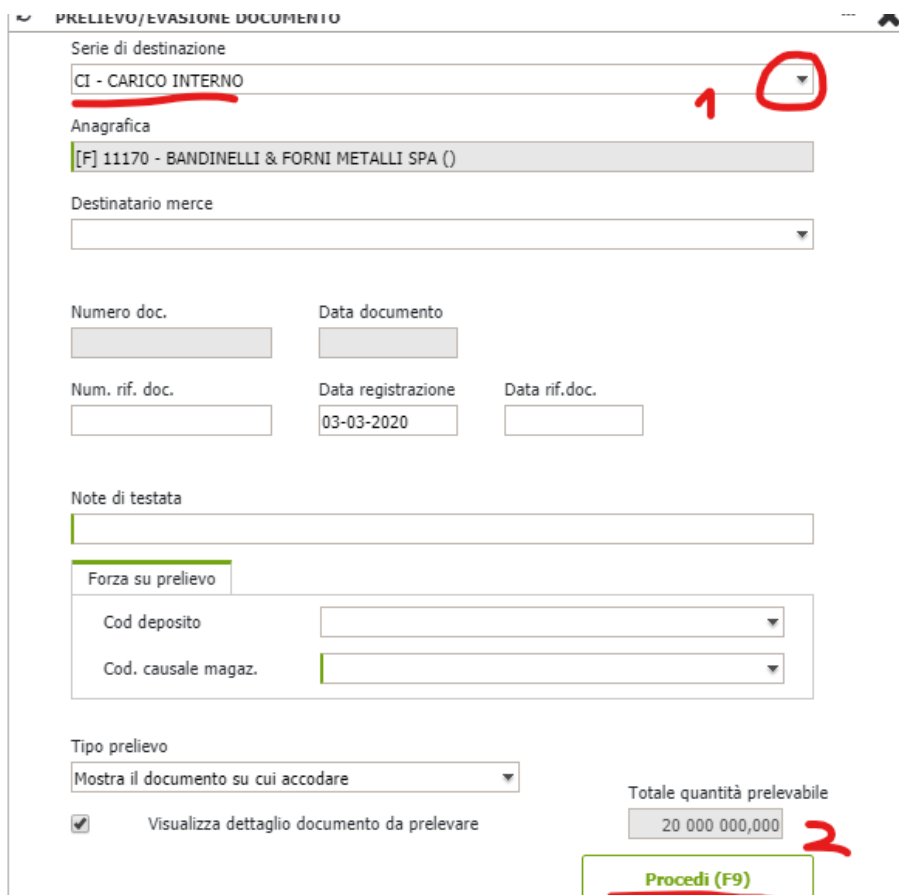 PRELIEVO/EVASIONE DOCUMENTO
Serie di destinazione
CI - CARICO INTERNO
1
Anagrafica
[F] 11170 - BANDINELLI & FORNI METALLI SPA ()
Destinatario merce
Numero doc. Data documento
Num. rif. doc. Data registrazione Data rif.doc.
03-03-2020
Note di testata
Forza su prelievo
Cod deposito
Cod. causale magaz.
Tipo prelievo
Mostra il documento su cui accodare
Totale quantità prelevabile
Visualizza dettaglio documento da prelevare 20 000 000,000
2
Procedi (F9)